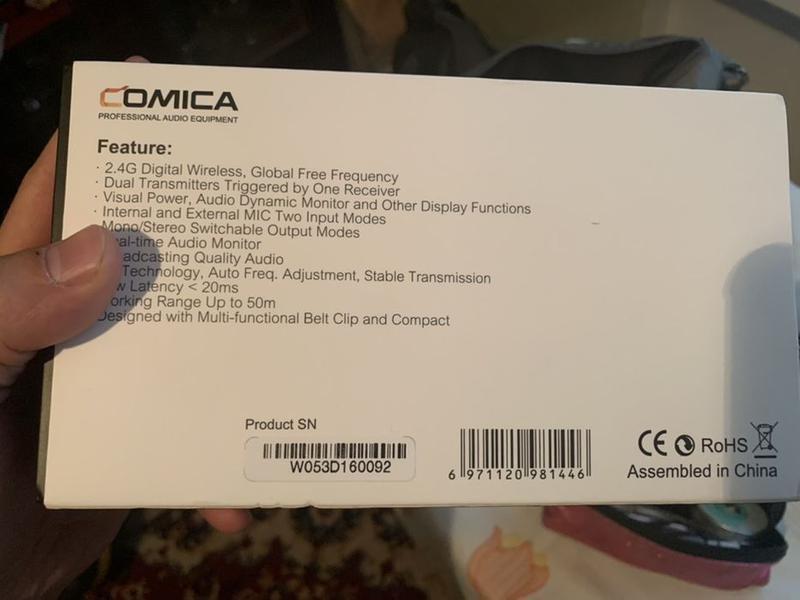 COMICA
PROFESSIONAL AUDIO EQUIPMENT
Feature:
· 2.4G Digital Wireless, Global Free Frequency
· Dual Transmitters Triggered by One Receiver
· Visual Power, Audio Dynamic Monitor and Other Display Functions
· Internal and External MIC Two Input Modes
Mono/Stereo Switchable Output Modes
Audio Monitor
Quality Audio
Technology, Auto Freq. Adjustment, Stable Transmission
Latency < 20ms
Range Up to 50m
Designed with Multi-functional Belt Clip and Compact
Product SN
W053D160092
6 971120 981446
CE RoHS
Assembled in China